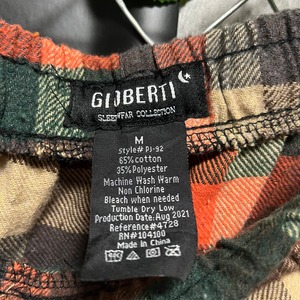 GIOBERTI
SLEEPWEAR COLLECTION
M
Style# PJ-92
65% cotton
35% Polyester
Machine Wash Warm
Non Chlorine
Bleach when needed
Tumble Dry Low
Production Date: Aug 2021
Reference#4728
RN#104100
Made in China